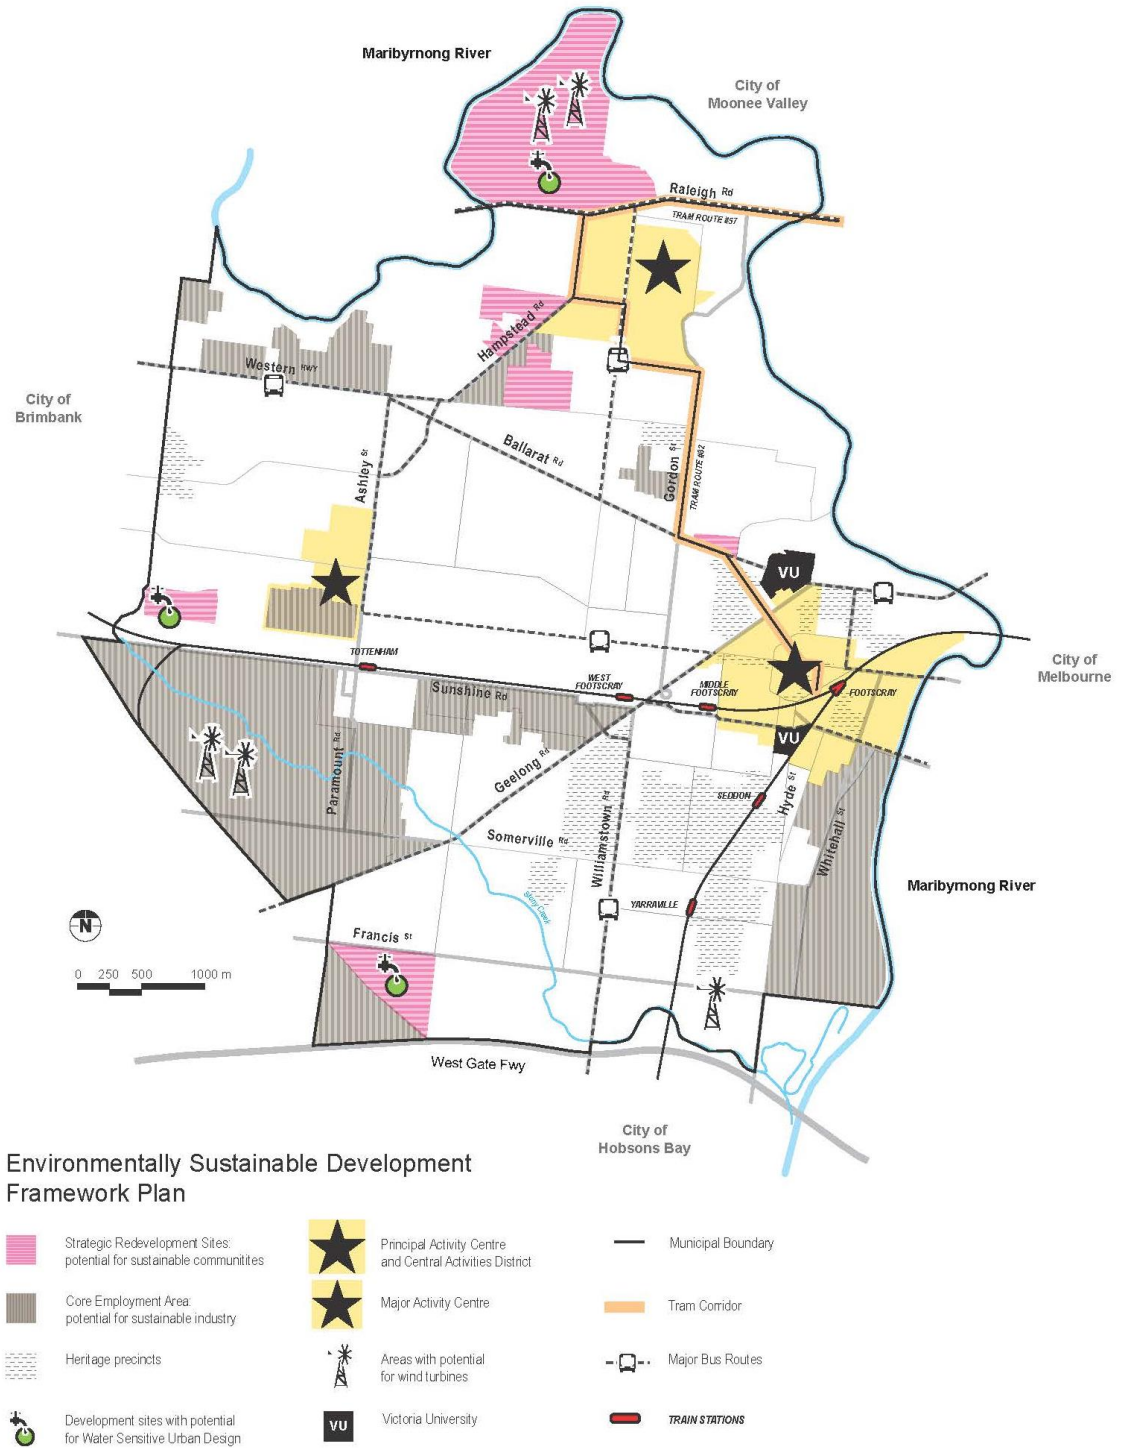 Maribyrnong River
City of
Moonee Valley
Raleigh Rd
TRAM ROUTE #57
Hampstead Rd
Western HWY
City of
Brimbank
Ballarat Rd
Ashley St
Gordon St
TRAM ROUTE #82
VU
TOTTENHAM
WEST
FOOTSCRAY
MIDDLE
FOOTSCRAY
FOOTSCRAY
City of
Melbourne
Sunshine Rd
VU
Geelong Rd
Paramount Rd
SEDDON
Hyde St
Somerville Rd
Williamstown Rd
Whitehall St
Maribyrnong River
YARRAVILLE
Stony Creek
N
Francis St
0 250 500 1000 m
West Gate Fwy
City of
Hobsons Bay
Environmentally Sustainable Development
Framework Plan
Strategic Redevelopment Sites:
potential for sustainable communitites
Principal Activity Centre
and Central Activities District
Municipal Boundary
Core Employment Area:
potential for sustainable industry
Major Activity Centre
Tram Corridor
Heritage precincts
Areas with potential
for wind turbines
Major Bus Routes
Development sites with potential
for Water Sensitive Urban Design
VU
Victoria University
TRAIN STATIONS